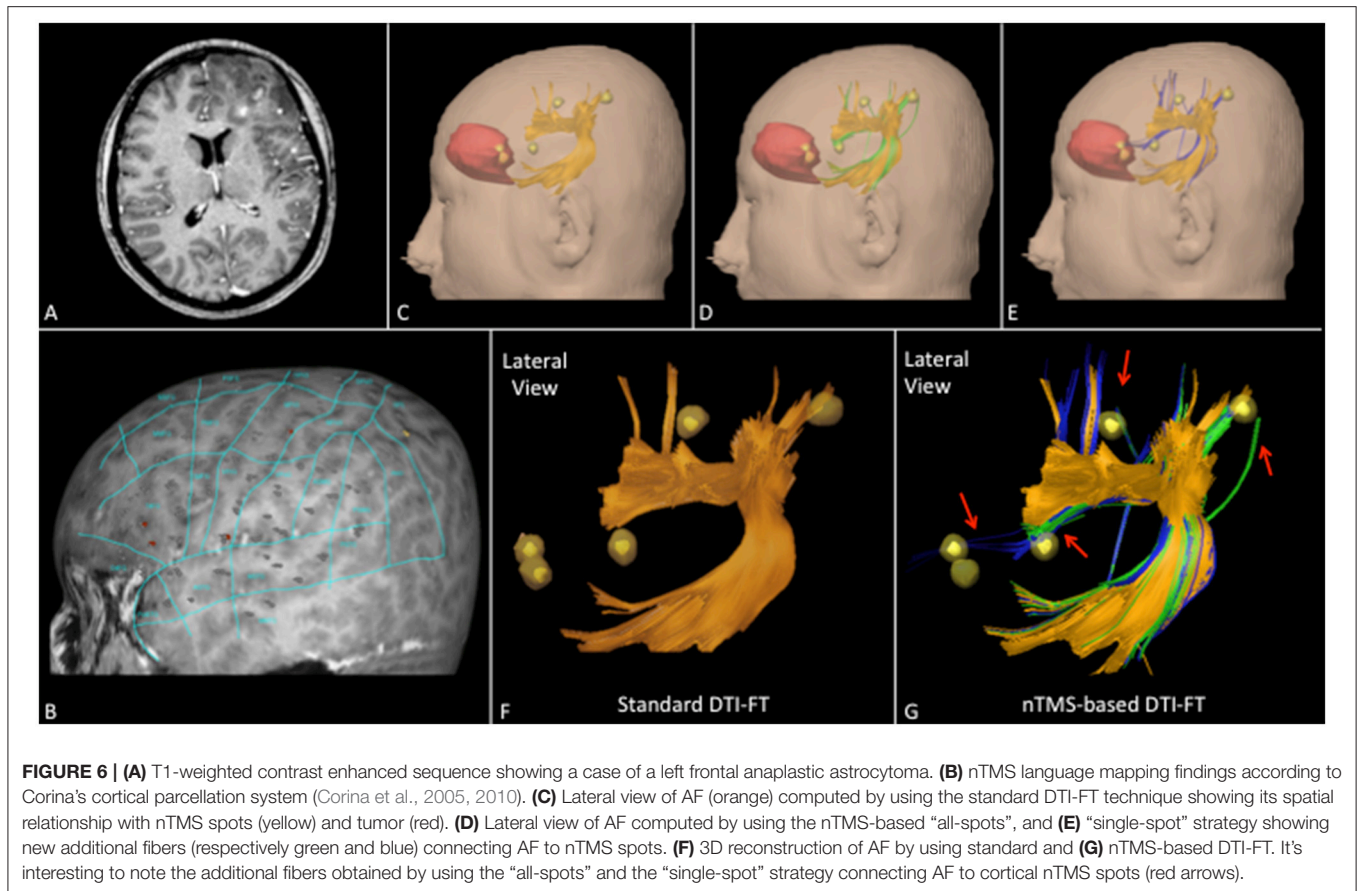 A
C
D
E
B
Lateral
View
Standard DTI-FT
F
Lateral
View
nTMS-based DTI-FT
G
FIGURE 6 | (A) T1-weighted contrast enhanced sequence showing a case of a left frontal anaplastic astrocytoma. (B) nTMS language mapping findings according to
Corina's cortical parcellation system (Corina et al., 2005, 2010). (C) Lateral view of AF (orange) computed by using the standard DTI-FT technique showing its spatial
relationship with nTMS spots (yellow) and tumor (red). (D) Lateral view of AF computed by using the nTMS-based “all-spots”, and (E) “single-spot” strategy showing
new additional fibers (respectively green and blue) connecting AF to nTMS spots. (F) 3D reconstruction of AF by using standard and (G) nTMS-based DTI-FT. It's
interesting to note the additional fibers obtained by using the “all-spots” and the “single-spot” strategy connecting AF to cortical nTMS spots (red arrows).